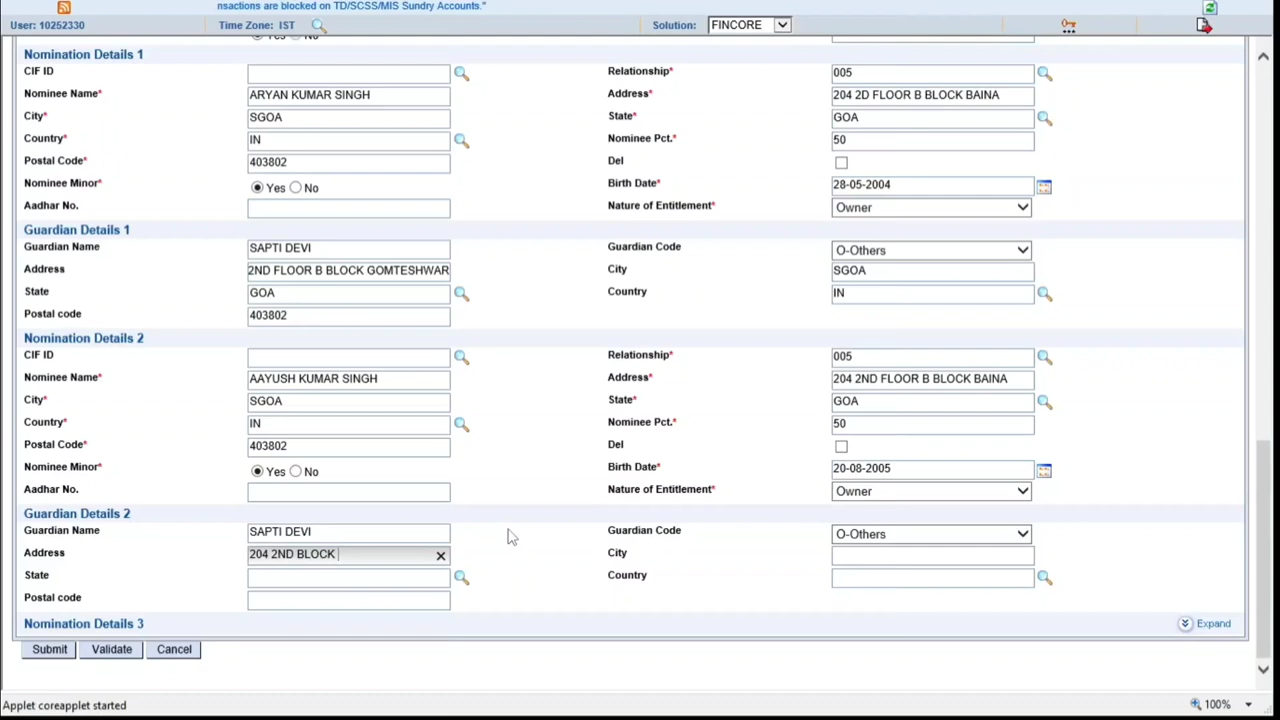 nsactions are blocked on TD/SCSS/MIS Sundry Accounts."
User: 10252330 Time Zone: IST Solution: FINCORE
Yes No
Nomination Details 1
CIF ID Relationship* 005
Nominee Name* ARYAN KUMAR SINGH Address* 204 2D FLOOR B BLOCK BAINA
City* SGOA State* GOA
Country* IN Nominee Pct.* 50
Postal Code* 403802 Del
Nominee Minor* Yes No Birth Date* 28-05-2004
Aadhar No. Nature of Entitlement* Owner
Guardian Details 1
Guardian Name SAPTI DEVI Guardian Code O-Others
Address 2ND FLOOR B BLOCK GOMTESHWAR City SGOA
State GOA Country IN
Postal code 403802
Nomination Details 2
CIF ID Relationship* 005
Nominee Name* AAYUSH KUMAR SINGH Address* 204 2ND FLOOR B BLOCK BAINA
City* SGOA State* GOA
Country* IN Nominee Pct.* 50
Postal Code* 403802 Del
Nominee Minor* Yes No Birth Date* 20-08-2005
Aadhar No. Nature of Entitlement* Owner
Guardian Details 2
Guardian Name SAPTI DEVI Guardian Code O-Others
Address 204 2ND BLOCK City
State Country
Postal code
Nomination Details 3 Expand
Submit Validate Cancel
Applet coreapplet started 100%